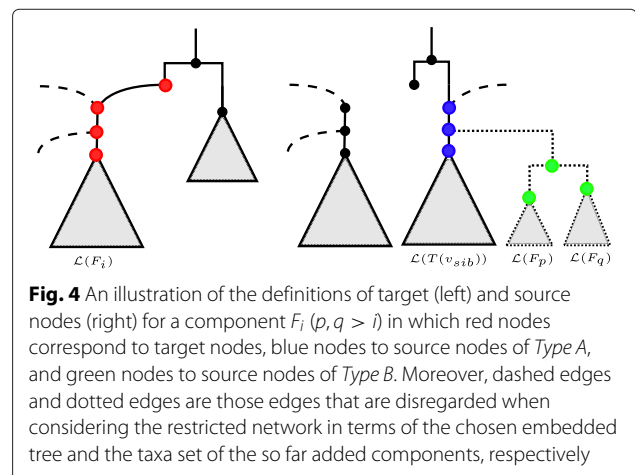 ℒ(Fᵢ)
ℒ(T(v_{sib}))
ℒ(F_p)
ℒ(F_q)
Fig. 4 An illustration of the definitions of target (left) and source
nodes (right) for a component Fᵢ (p, q > i) in which red nodes
correspond to target nodes, blue nodes to source nodes of Type A,
and green nodes to source nodes of Type B. Moreover, dashed edges
and dotted edges are those edges that are disregarded when
considering the restricted network in terms of the chosen embedded
tree and the taxa set of the so far added components, respectively